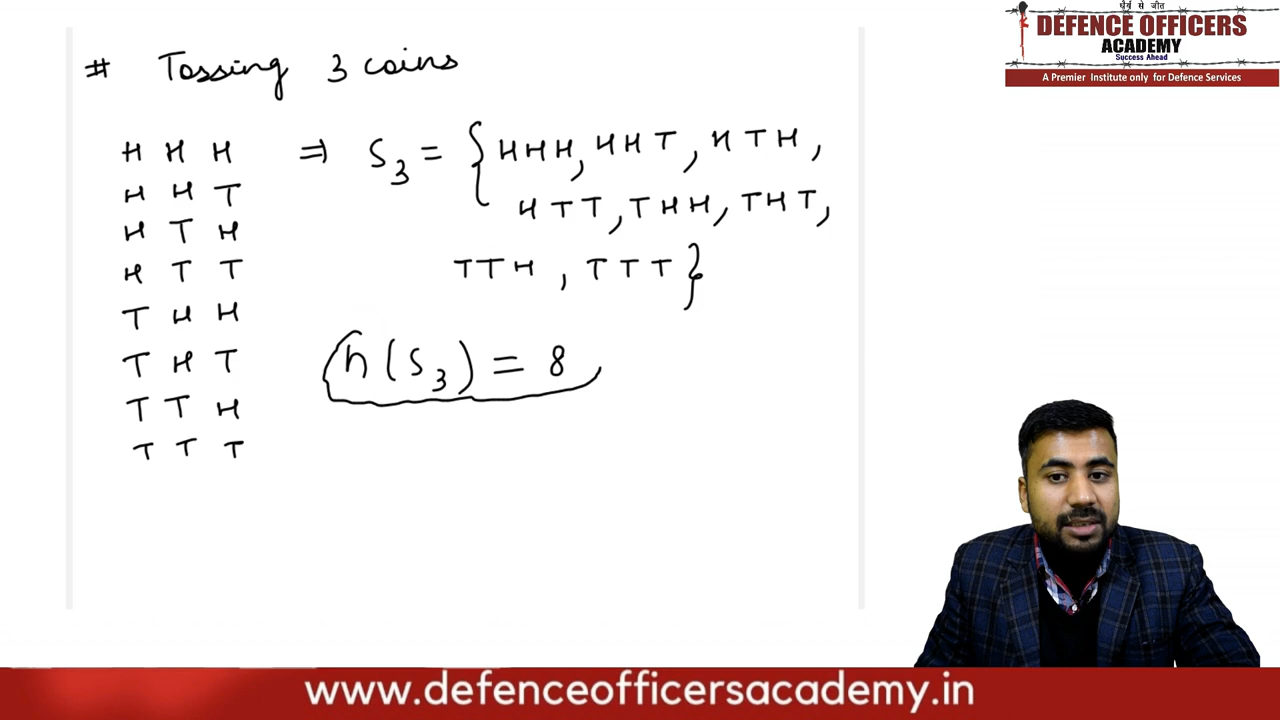 # Tossing 3 coins
H H H
H H T
H T H
H T T
T H H
T H T
T T H
T T T
⇒ S₃ = { HHH, HHT, HTH,
HTT, THH, THT,
TTH, TTT }
n(S₃) = 8
धैर्य से जीत
DEFENCE OFFICERS
ACADEMY
Success Ahead
A Premier Institute only for Defence Services
www.defenceofficersacademy.in